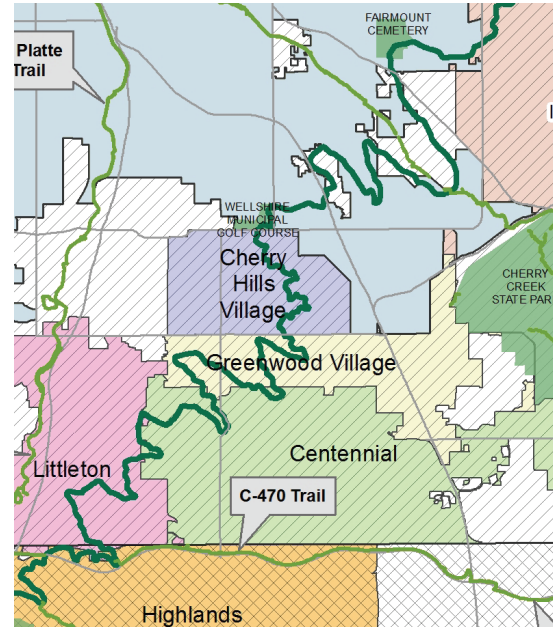 FAIRMOUNT
CEMETERY
Platte
Trail
WELLSHIRE
MUNICIPAL
GOLF COURSE
Cherry
Hills
Village
CHERRY
CREEK
STATE PAR
Greenwood Village
Centennial
Littleton
C-470 Trail
Highlands